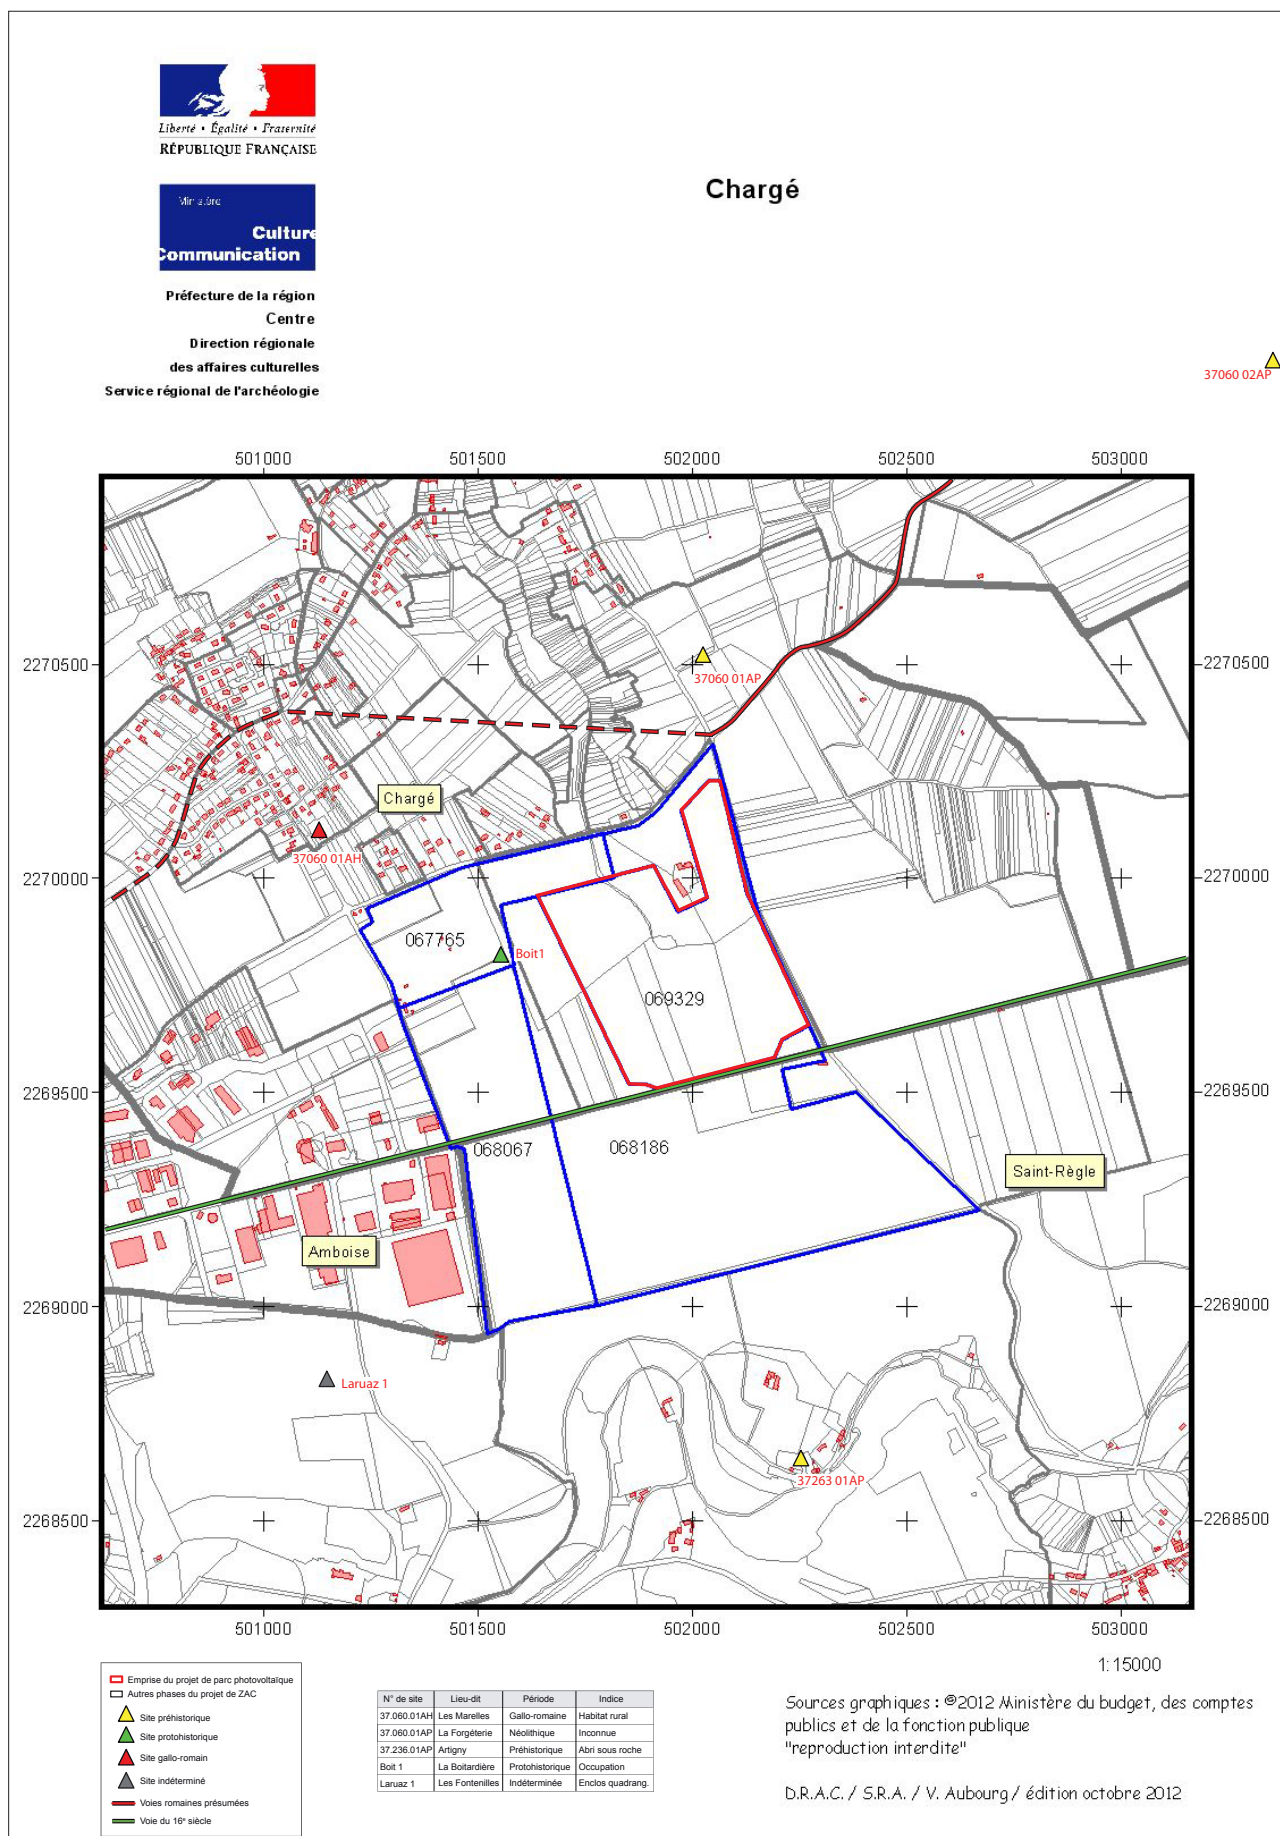 Liberté • Égalité • Fraternité
RÉPUBLIQUE FRANÇAISE
Chargé
Culture
Communication
Préfecture de la région
Centre
Direction régionale
des affaires culturelles
Service régional de l'archéologie
37060 02AP
501000 501500 502000 502500 503000
2270500 2270500
37060 01AP
Chargé
37060 01AH
2270000 2270000
067765
Boit1
069329
2269500 2269500
068067 068186
Saint-Règle
Amboise
2269000 2269000
Laruaz 1
37263 01AP
2268500 2268500
501000 501500 502000 502500 503000
1:15000
Emprise du projet de parc photovoltaïque
Autres phases du projet de ZAC
Site préhistorique
Site protohistorique
Site gallo-romain
Site indéterminé
Voies romaines présumées
Voie du 16e siècle
N° de site Lieu-dit Période Indice
37.060.01AH Les Marelles Gallo-romaine Habitat rural
37.060.01AP La Forgéterie Néolithique Inconnue
37.236.01AP Artigny Préhistorique Abri sous roche
Boit 1 La Boitardière Protohistorique Occupation
Laruaz 1 Les Fontenilles Indéterminée Enclos quadrang.
Sources graphiques : ©2012 Ministère du budget, des comptes
publics et de la fonction publique
"reproduction interdite"
D.R.A.C. / S.R.A. / V. Aubourg / édition octobre 2012